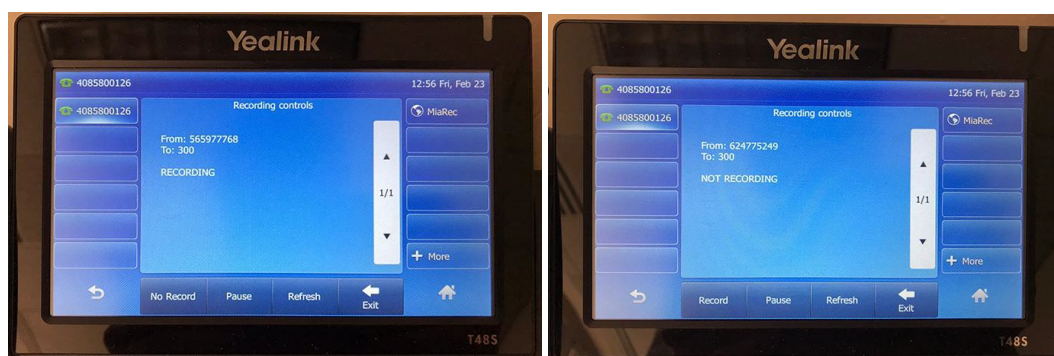 Yealink
4085800126
12:56 Fri, Feb 23
4085800126
Recording controls
MiaRec
From: 565977768
To: 300
RECORDING
1/1
More
No Record
Pause
Refresh
Exit
T48S
Yealink
4085800126
12:56 Fri, Feb 23
4085800126
Recording controls
MiaRec
From: 624775249
To: 300
NOT RECORDING
1/1
More
Record
Pause
Refresh
Exit
T48S